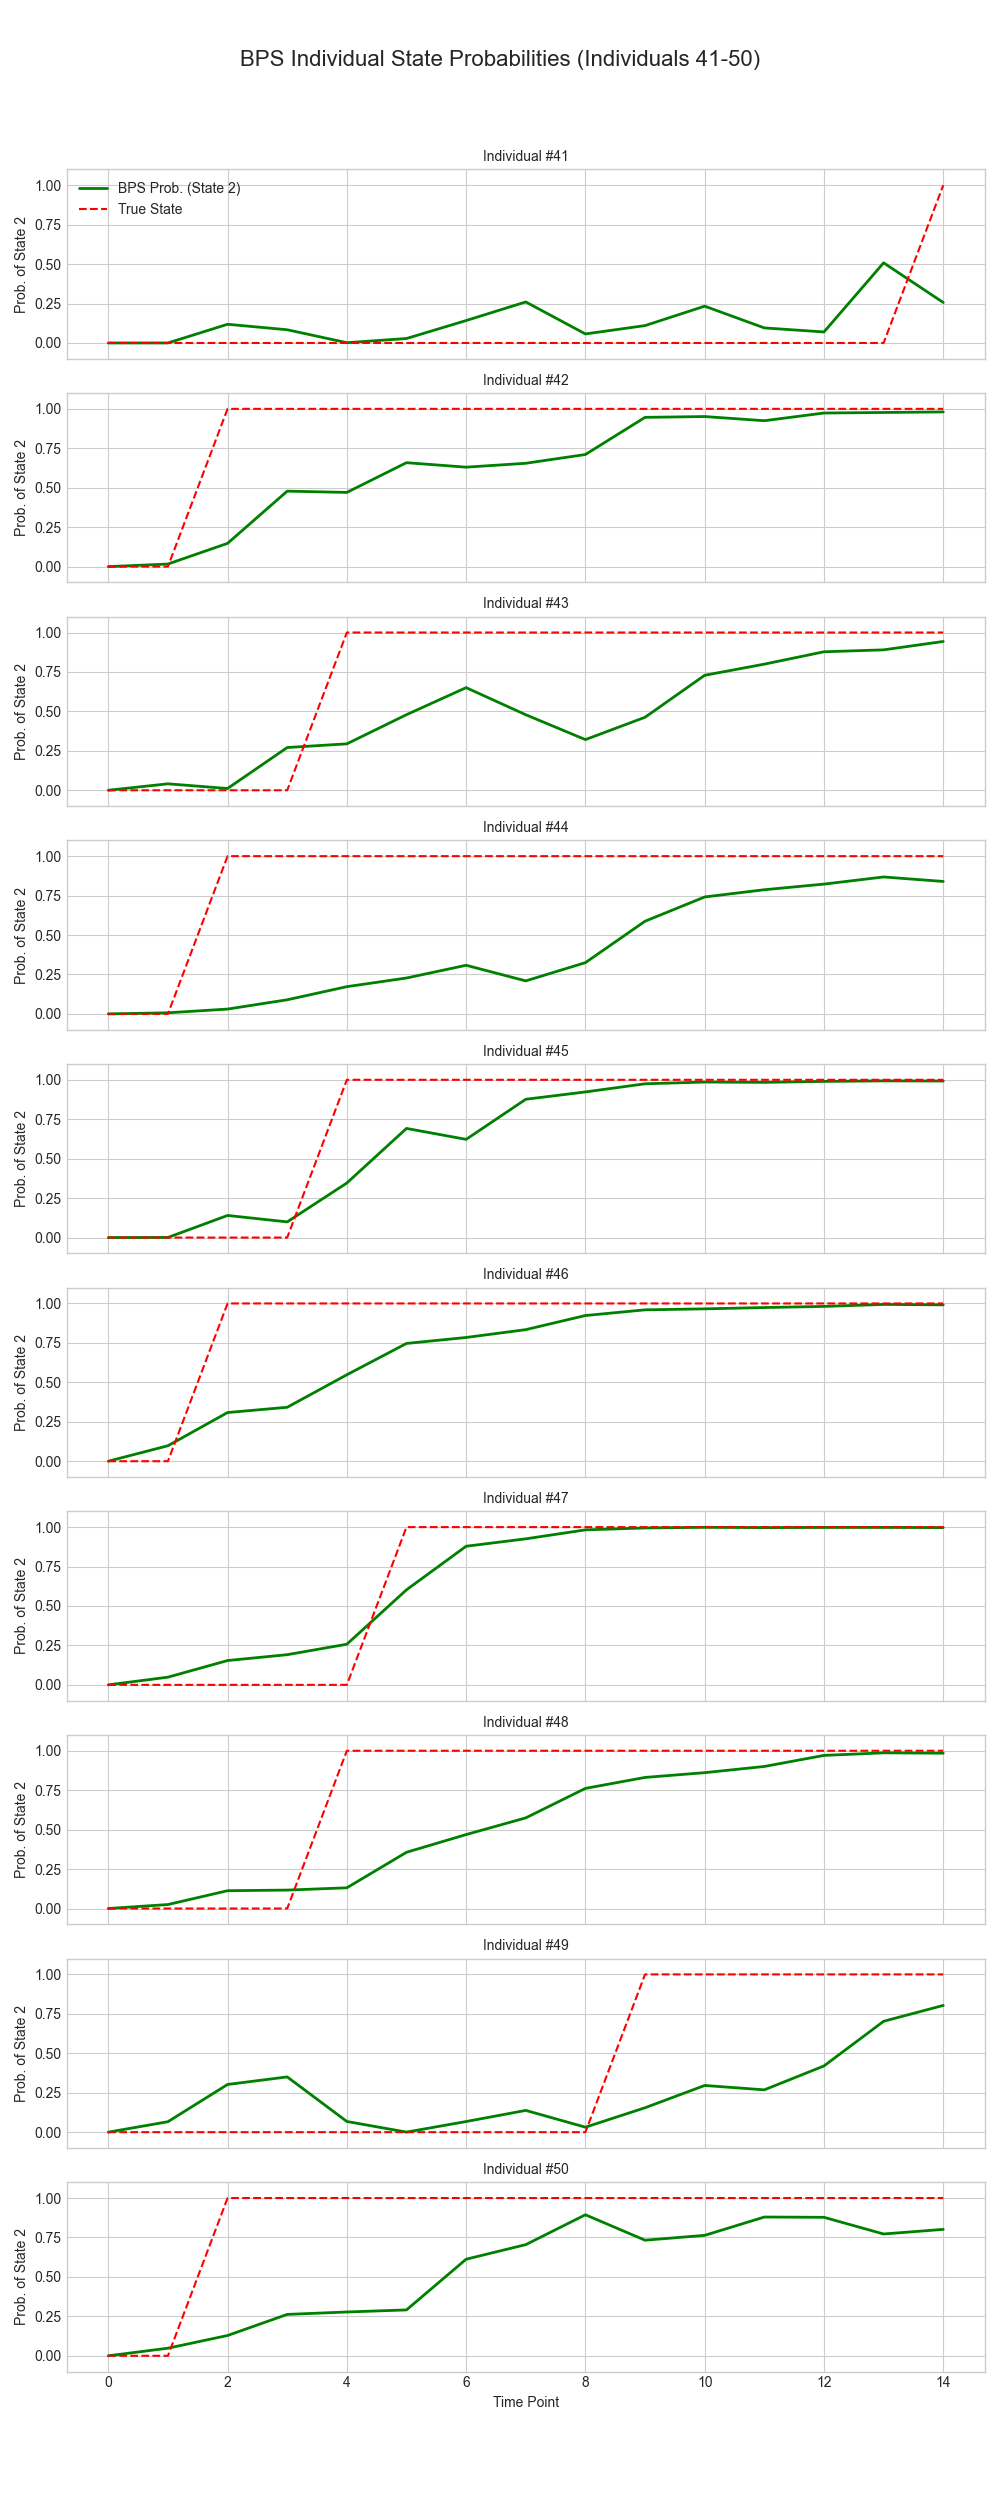 BPS Individual State Probabilities (Individuals 41-50)
Individual #41
Prob. of State 2
1.00
0.75
0.50
0.25
0.00
BPS Prob. (State 2)
True State
Individual #42
Prob. of State 2
1.00
0.75
0.50
0.25
0.00
Individual #43
Prob. of State 2
1.00
0.75
0.50
0.25
0.00
Individual #44
Prob. of State 2
1.00
0.75
0.50
0.25
0.00
Individual #45
Prob. of State 2
1.00
0.75
0.50
0.25
0.00
Individual #46
Prob. of State 2
1.00
0.75
0.50
0.25
0.00
Individual #47
Prob. of State 2
1.00
0.75
0.50
0.25
0.00
Individual #48
Prob. of State 2
1.00
0.75
0.50
0.25
0.00
Individual #49
Prob. of State 2
1.00
0.75
0.50
0.25
0.00
Individual #50
Prob. of State 2
1.00
0.75
0.50
0.25
0.00
0 2 4 6 8 10 12 14
Time Point